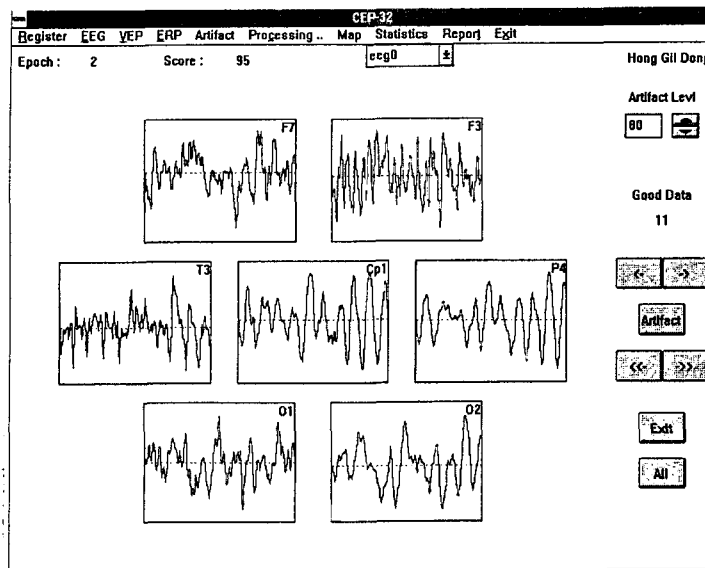 CEP-32
Register EEG VEP ERP Artifact Processing .. Map Statistics Report Exit
Epoch : 2 Score : 95 eeg0 Hong Gil Dong
Artifact Levl
80
F7 F3
Good Data
11
T3 Cp1 P4
<< >
Artifact
<< >>
O1 O2
Exit
All